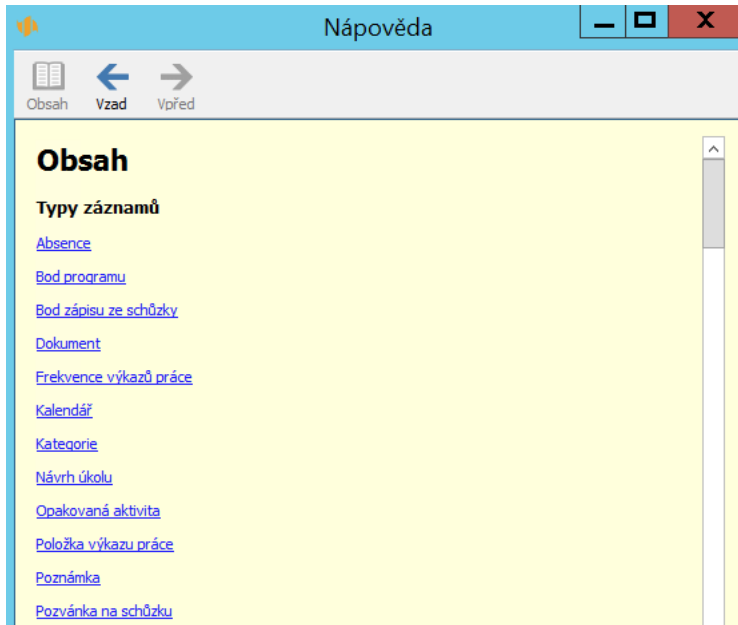 Nápověda
Obsah Vzad Vpřed
Obsah
Typy záznamů
Absence
Bod programu
Bod zápisu ze schůzky
Dokument
Frekvence výkazů práce
Kalendář
Kategorie
Návrh úkolu
Opakovaná aktivita
Položka výkazu práce
Poznámka
Pozvánka na schůzku